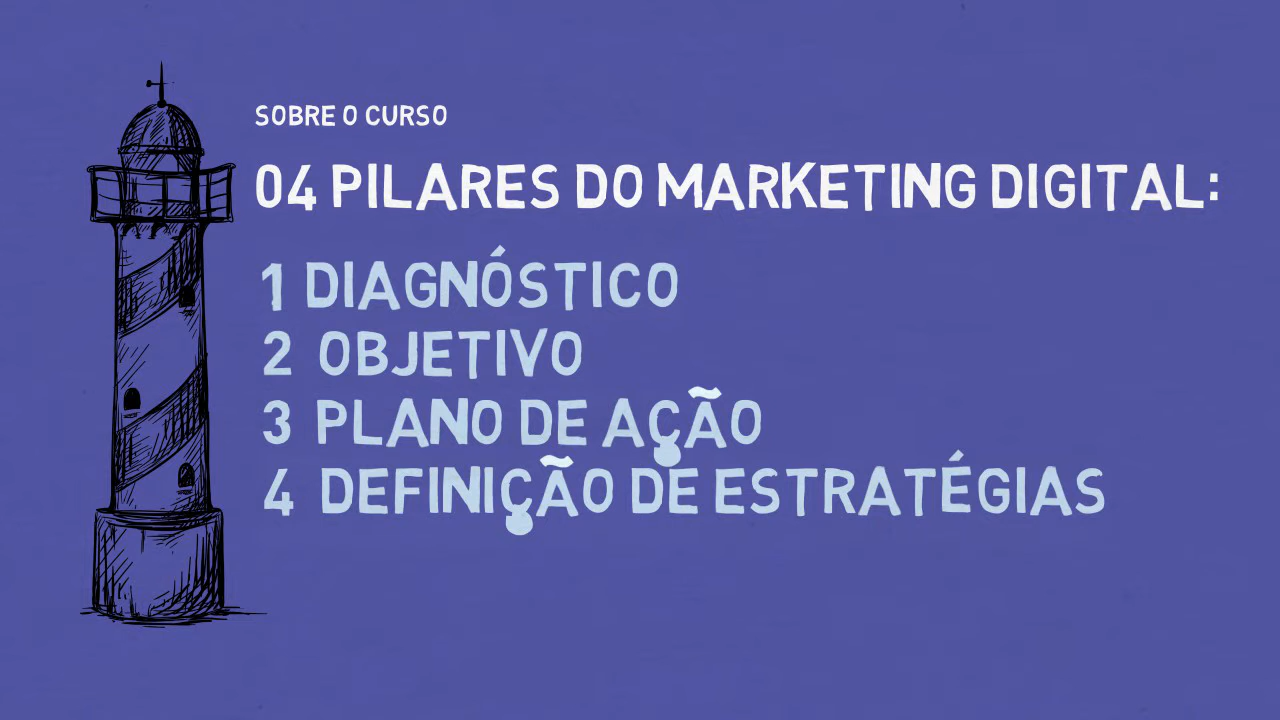 SOBRE O CURSO
04 PILARES DO MARKETING DIGITAL:
1 DIAGNÓSTICO
2 OBJETIVO
3 PLANO DE AÇÃO
4 DEFINIÇÃO DE ESTRATÉGIAS